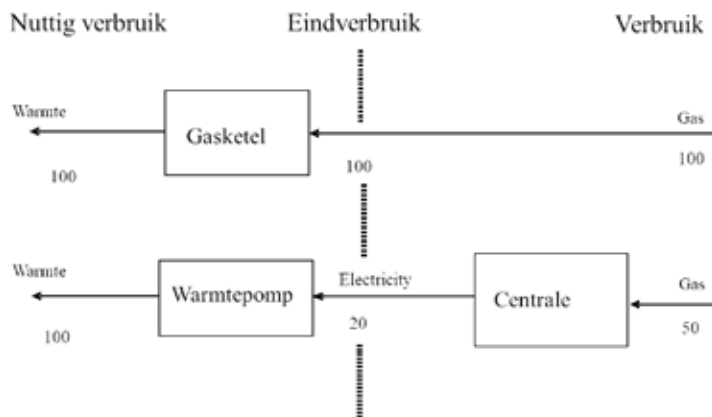 Nuttig verbruik Eindverbruik Verbruik
Warmte Gasketel Gas
100 100 100
Warmte Warmtepomp Electricity Centrale Gas
100 20 50